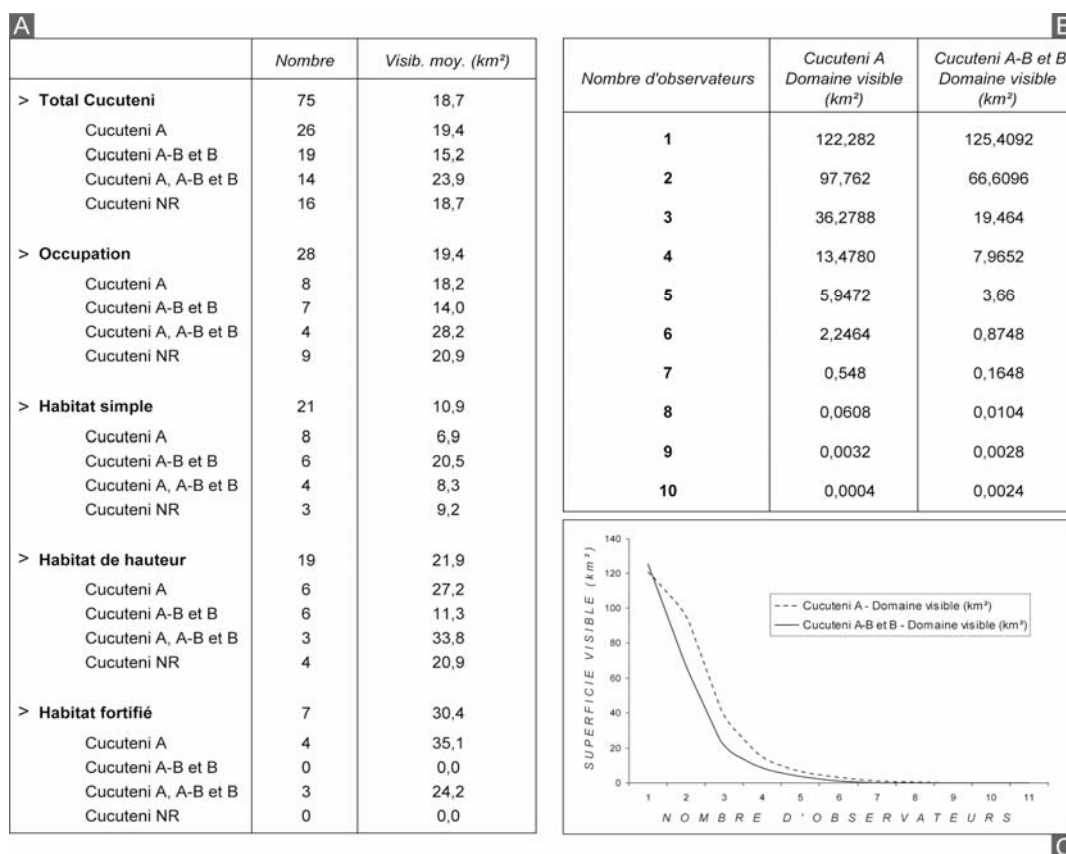 A
Nombre Visib. moy. (km²)
> Total Cucuteni 75 18,7
Cucuteni A 26 19,4
Cucuteni A-B et B 19 15,2
Cucuteni A, A-B et B 14 23,9
Cucuteni NR 16 18,7
> Occupation 28 19,4
Cucuteni A 8 18,2
Cucuteni A-B et B 7 14,0
Cucuteni A, A-B et B 4 28,2
Cucuteni NR 9 20,9
> Habitat simple 21 10,9
Cucuteni A 8 6,9
Cucuteni A-B et B 6 20,5
Cucuteni A, A-B et B 4 8,3
Cucuteni NR 3 9,2
> Habitat de hauteur 19 21,9
Cucuteni A 6 27,2
Cucuteni A-B et B 6 11,3
Cucuteni A, A-B et B 3 33,8
Cucuteni NR 4 20,9
> Habitat fortifié 7 30,4
Cucuteni A 4 35,1
Cucuteni A-B et B 0 0,0
Cucuteni A, A-B et B 3 24,2
Cucuteni NR 0 0,0
B
Cucuteni A Cucuteni A-B et B
Nombre d'observateurs Domaine visible Domaine visible
(km²) (km²)
1 122,282 125,4092
2 97,762 66,6096
3 36,2788 19,464
4 13,4780 7,9652
5 5,9472 3,66
6 2,2464 0,8748
7 0,548 0,1648
8 0,0608 0,0104
9 0,0032 0,0028
10 0,0004 0,0024
SUPERFICIE VISIBLE (km²)
140
120
100
80
60
40
20
0
Cucuteni A - Domaine visible (km²)
Cucuteni A-B et B - Domaine visible (km²)
1 2 3 4 5 6 7 8 9 10 11
NOMBRE D'OBSERVATEURS
C